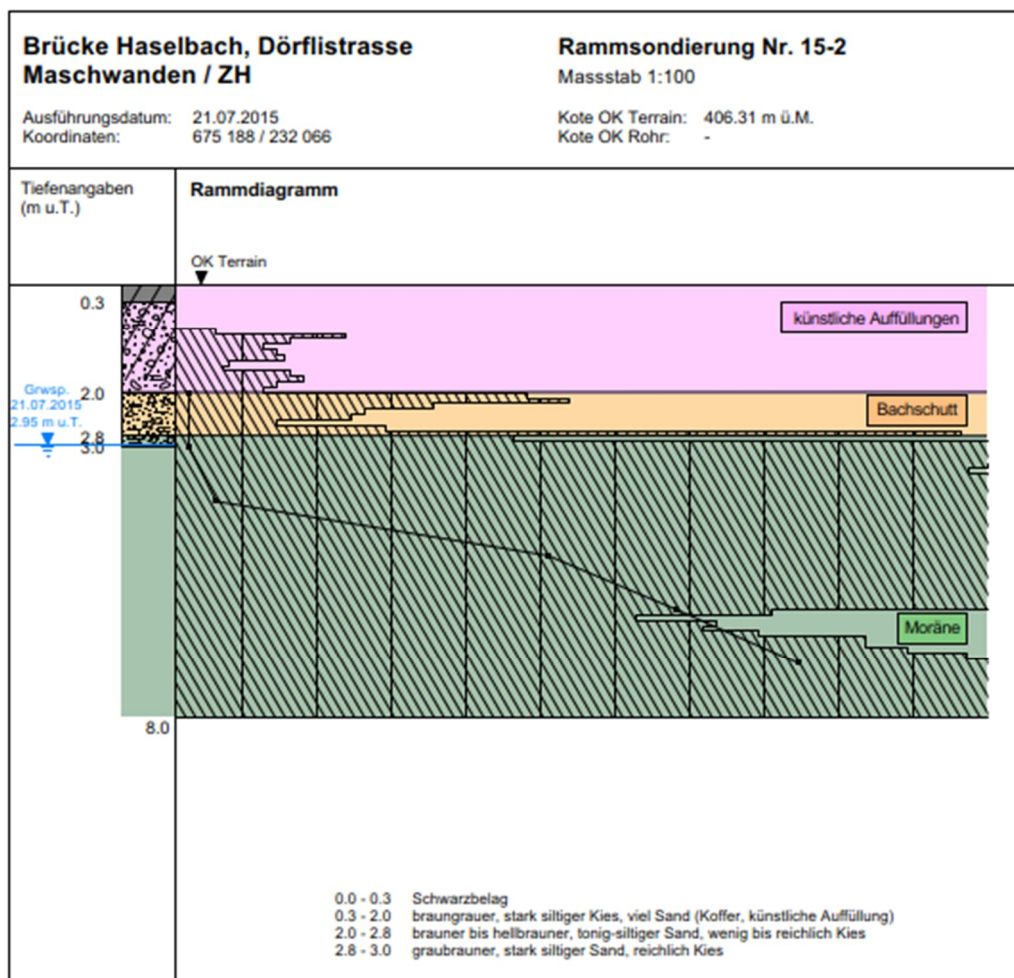 Brücke Haselbach, Dörflistrasse
Maschwanden / ZH
Ausführungsdatum: 21.07.2015
Koordinaten: 675 188 / 232 066
Rammsondierung Nr. 15-2
Massstab 1:100
Kote OK Terrain: 406.31 m ü.M.
Kote OK Rohr: -
Tiefenangaben
(m u.T.)
Rammdiagramm
OK Terrain
0.3
künstliche Auffüllungen
Grwsp.
21.07.2015
2.95 m u.T.
2.0
Bachschutt
2.8
3.0
Moräne
8.0
0.0 - 0.3 Schwarzbelag
0.3 - 2.0 braungrauer, stark siltiger Kies, viel Sand (Koffer, künstliche Auffüllung)
2.0 - 2.8 brauner bis hellbrauner, tonig-siltiger Sand, wenig bis reichlich Kies
2.8 - 3.0 graubrauner, stark siltiger Sand, reichlich Kies